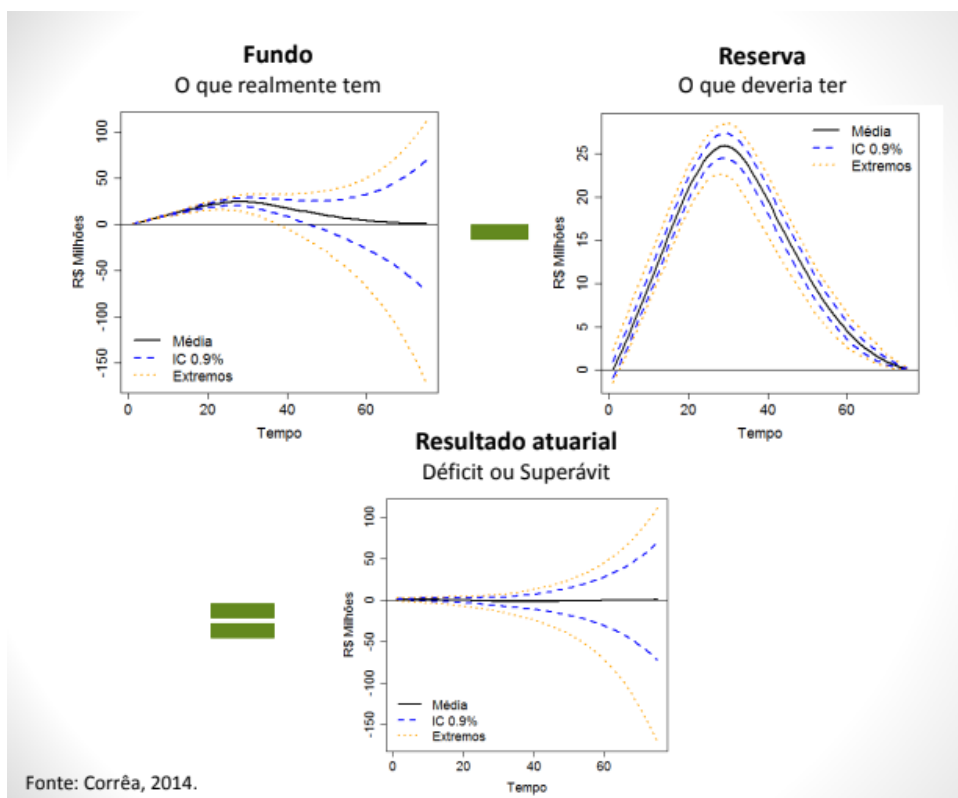 Fundo
O que realmente tem
R$ Milhões
100
50
0
-50
-100
-150
Média
IC 0.9%
Extremos
0 20 40 60
Tempo
Reserva
O que deveria ter
R$ Milhões
25
20
15
10
5
0
Média
IC 0.9%
Extremos
0 20 40 60
Tempo
Resultado atuarial
Déficit ou Superávit
R$ Milhões
100
50
0
-50
-100
-150
Média
IC 0.9%
Extremos
0 20 40 60
Tempo
Fonte: Corrêa, 2014.